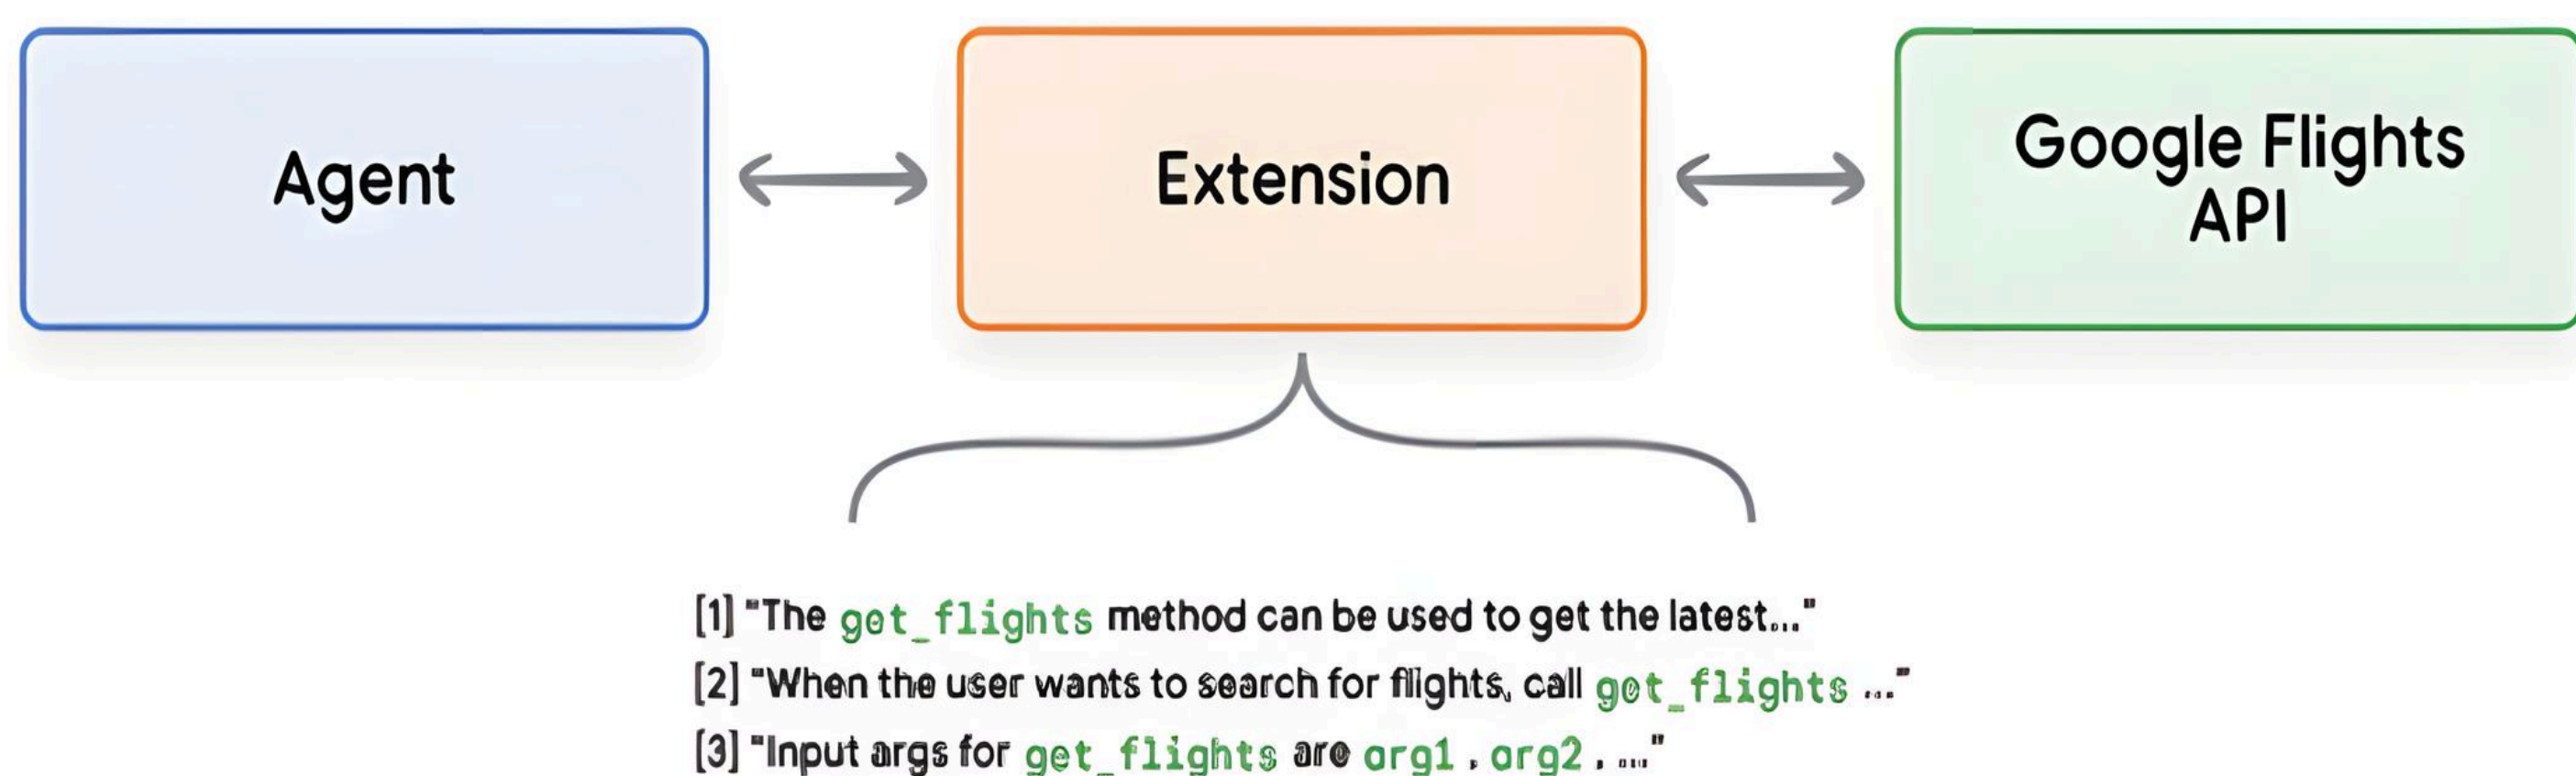 Agent
Extension
Google Flights
API
[1] "The get_flights method can be used to get the latest..."
[2] "When the user wants to search for flights, call get_flights ..."
[3] "Input args for get_flights are arg1, arg2, ..."